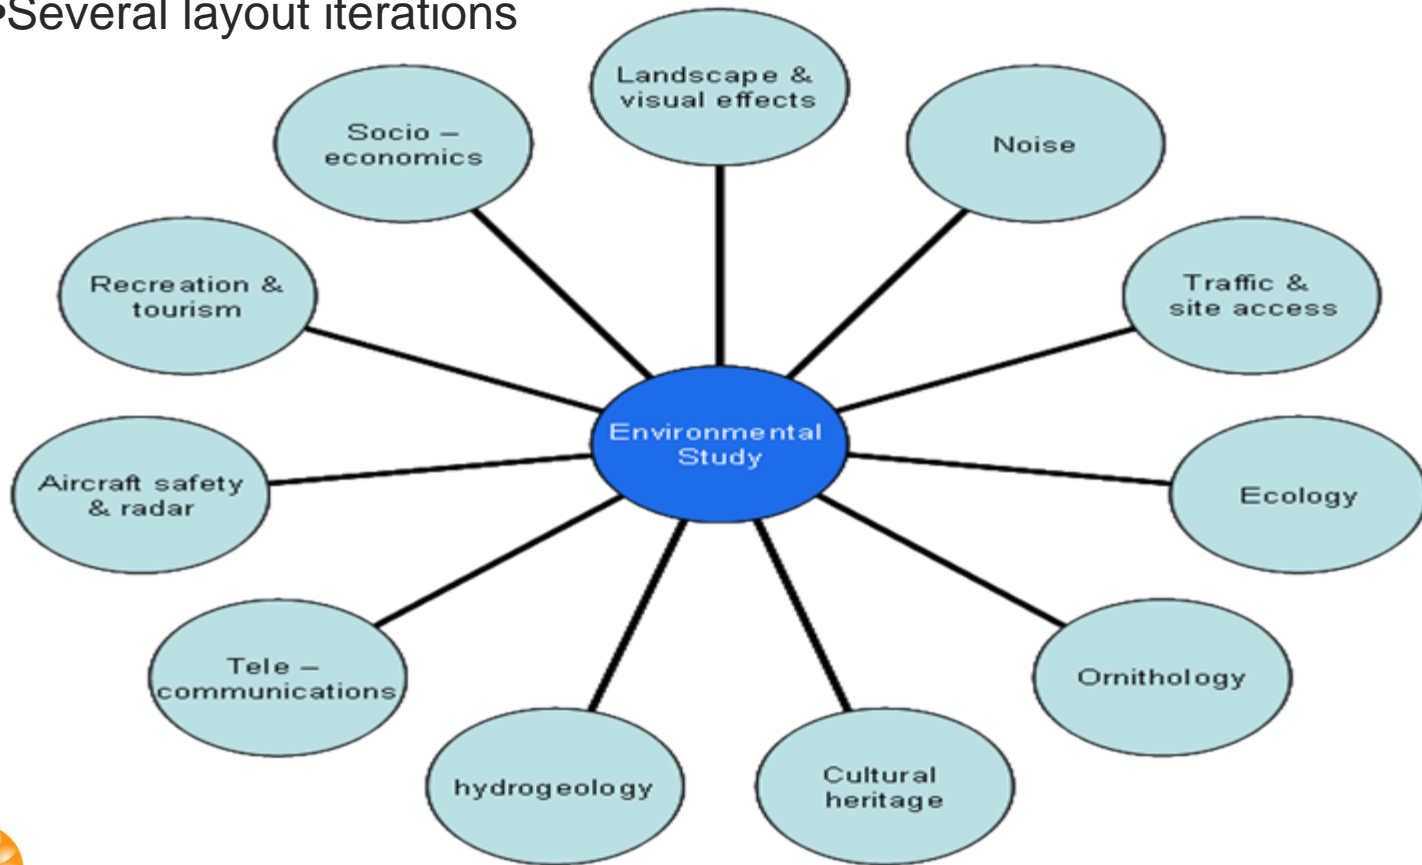 •Several layout iterations
Landscape &
visual effects
Socio –
economics
Noise
Recreation &
tourism
Traffic &
site access
Environmental
Study
Aircraft safety
& radar
Ecology
Tele –
communications
Ornithology
hydrogeology
Cultural
heritage